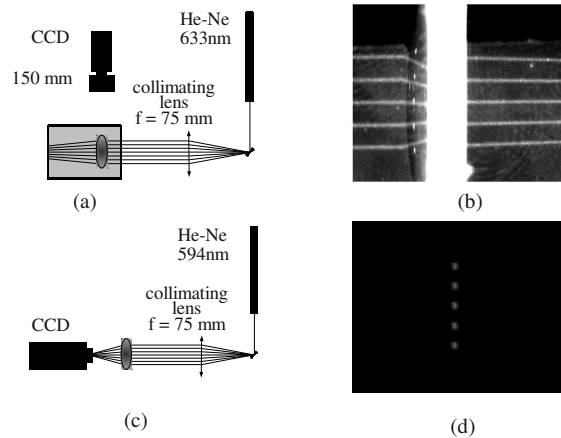 CCD
He-Ne
633nm
150 mm
collimating
lens
f = 75 mm
(a)
(b)
He-Ne
594nm
CCD
collimating
lens
f = 75 mm
(c)
(d)